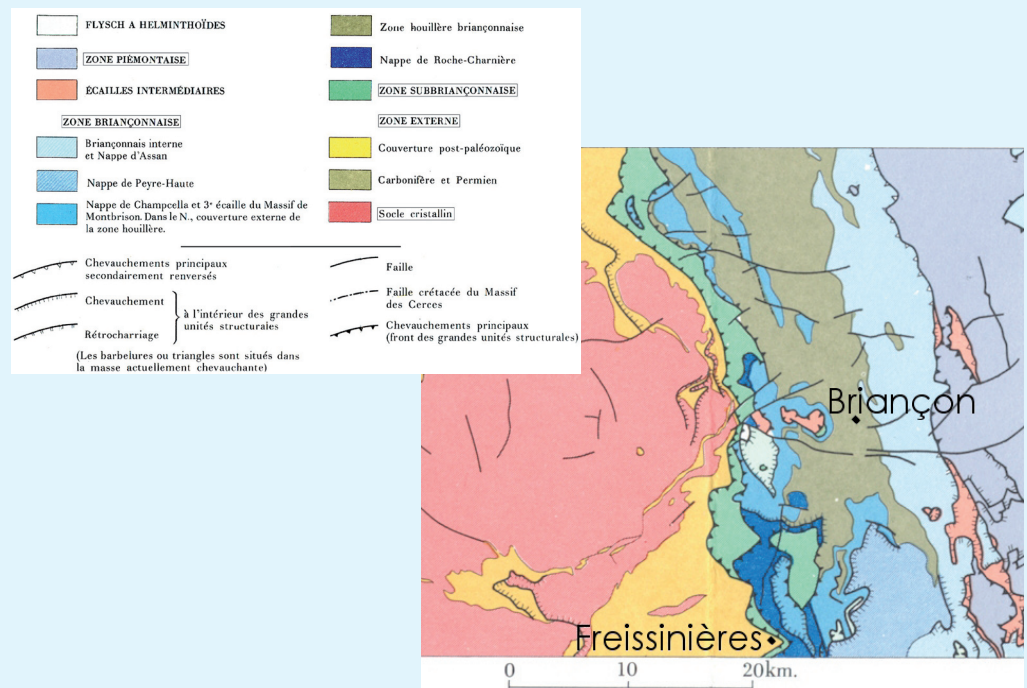 FLYSCH A HELMINTHOÏDES
ZONE PIÉMONTAISE
ÉCAILLES INTERMÉDIAIRES
ZONE BRIANÇONNAISE
Briançonnais interne
et Nappe d'Assan
Nappe de Peyre-Haute
Nappe de Champcella et 3e écaille du Massif de
Montbrison. Dans le N., couverture externe de
la zone houillère.
Zone houillère briançonnaise
Nappe de Roche-Charnière
ZONE SUBBRIANÇONNAISE
ZONE EXTERNE
Couverture post-paléozoïque
Carbonifère et Permien
Socle cristallin
Chevauchements principaux
secondairement renversés
Chevauchement
Rétrocharriage
à l'intérieur des grandes
unités structurales
(Les barbelures ou triangles sont situés dans
la masse actuellement chevauchante)
Faille
Faille crétacée du Massif
des Cerces
Chevauchements principaux
(front des grandes unités structurales)
Briançon
Freissinières
0 10 20km.